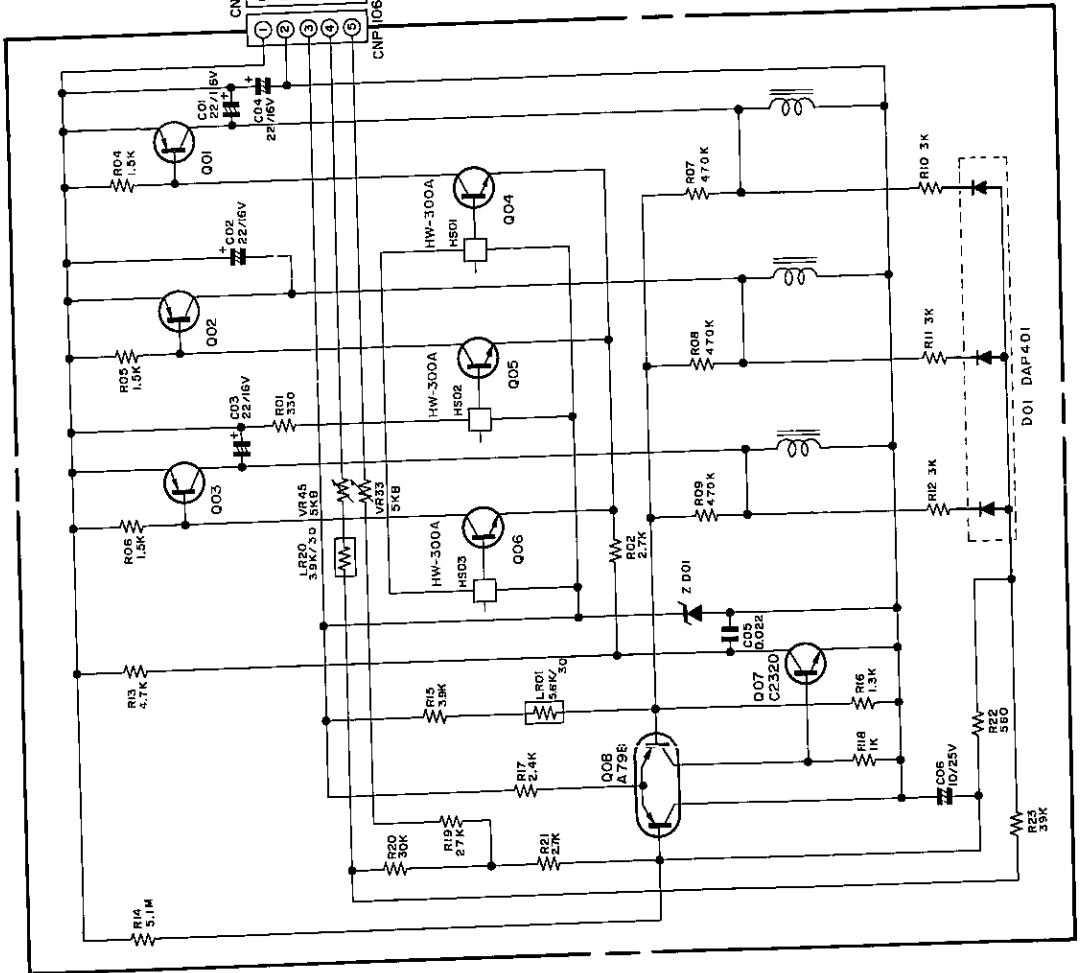 CN
CNP106
1
2
3
4
5
C01
22/16V
+
C04
22/16V
+
R04
1.5K
Q01
C02
22/16V
+
R05
1.5K
Q02
C03
22/16V
+
R01
330
R06
1.5K
Q03
HW-300A
HS01
Q04
HW-300A
HS02
Q05
HW-300A
HS03
Q06
VR45
5KB
VR33
5KB
LR20
3.9K/30
R02
2.7K
R07
470K
R08
470K
R09
470K
R10 3K
R11 3K
R12 3K
D01 DAP401
Z D01
C05
0.022
Q07
C2320
R13
4.7K
R15
3.9K
LR01
5.6K/
30
R16
1.3K
R18
1K
Q08
A798
R17
2.4K
R19
27K
R20
30K
R21
27K
R22
560
C06
10/25V
R23
39K
R14
5.1M